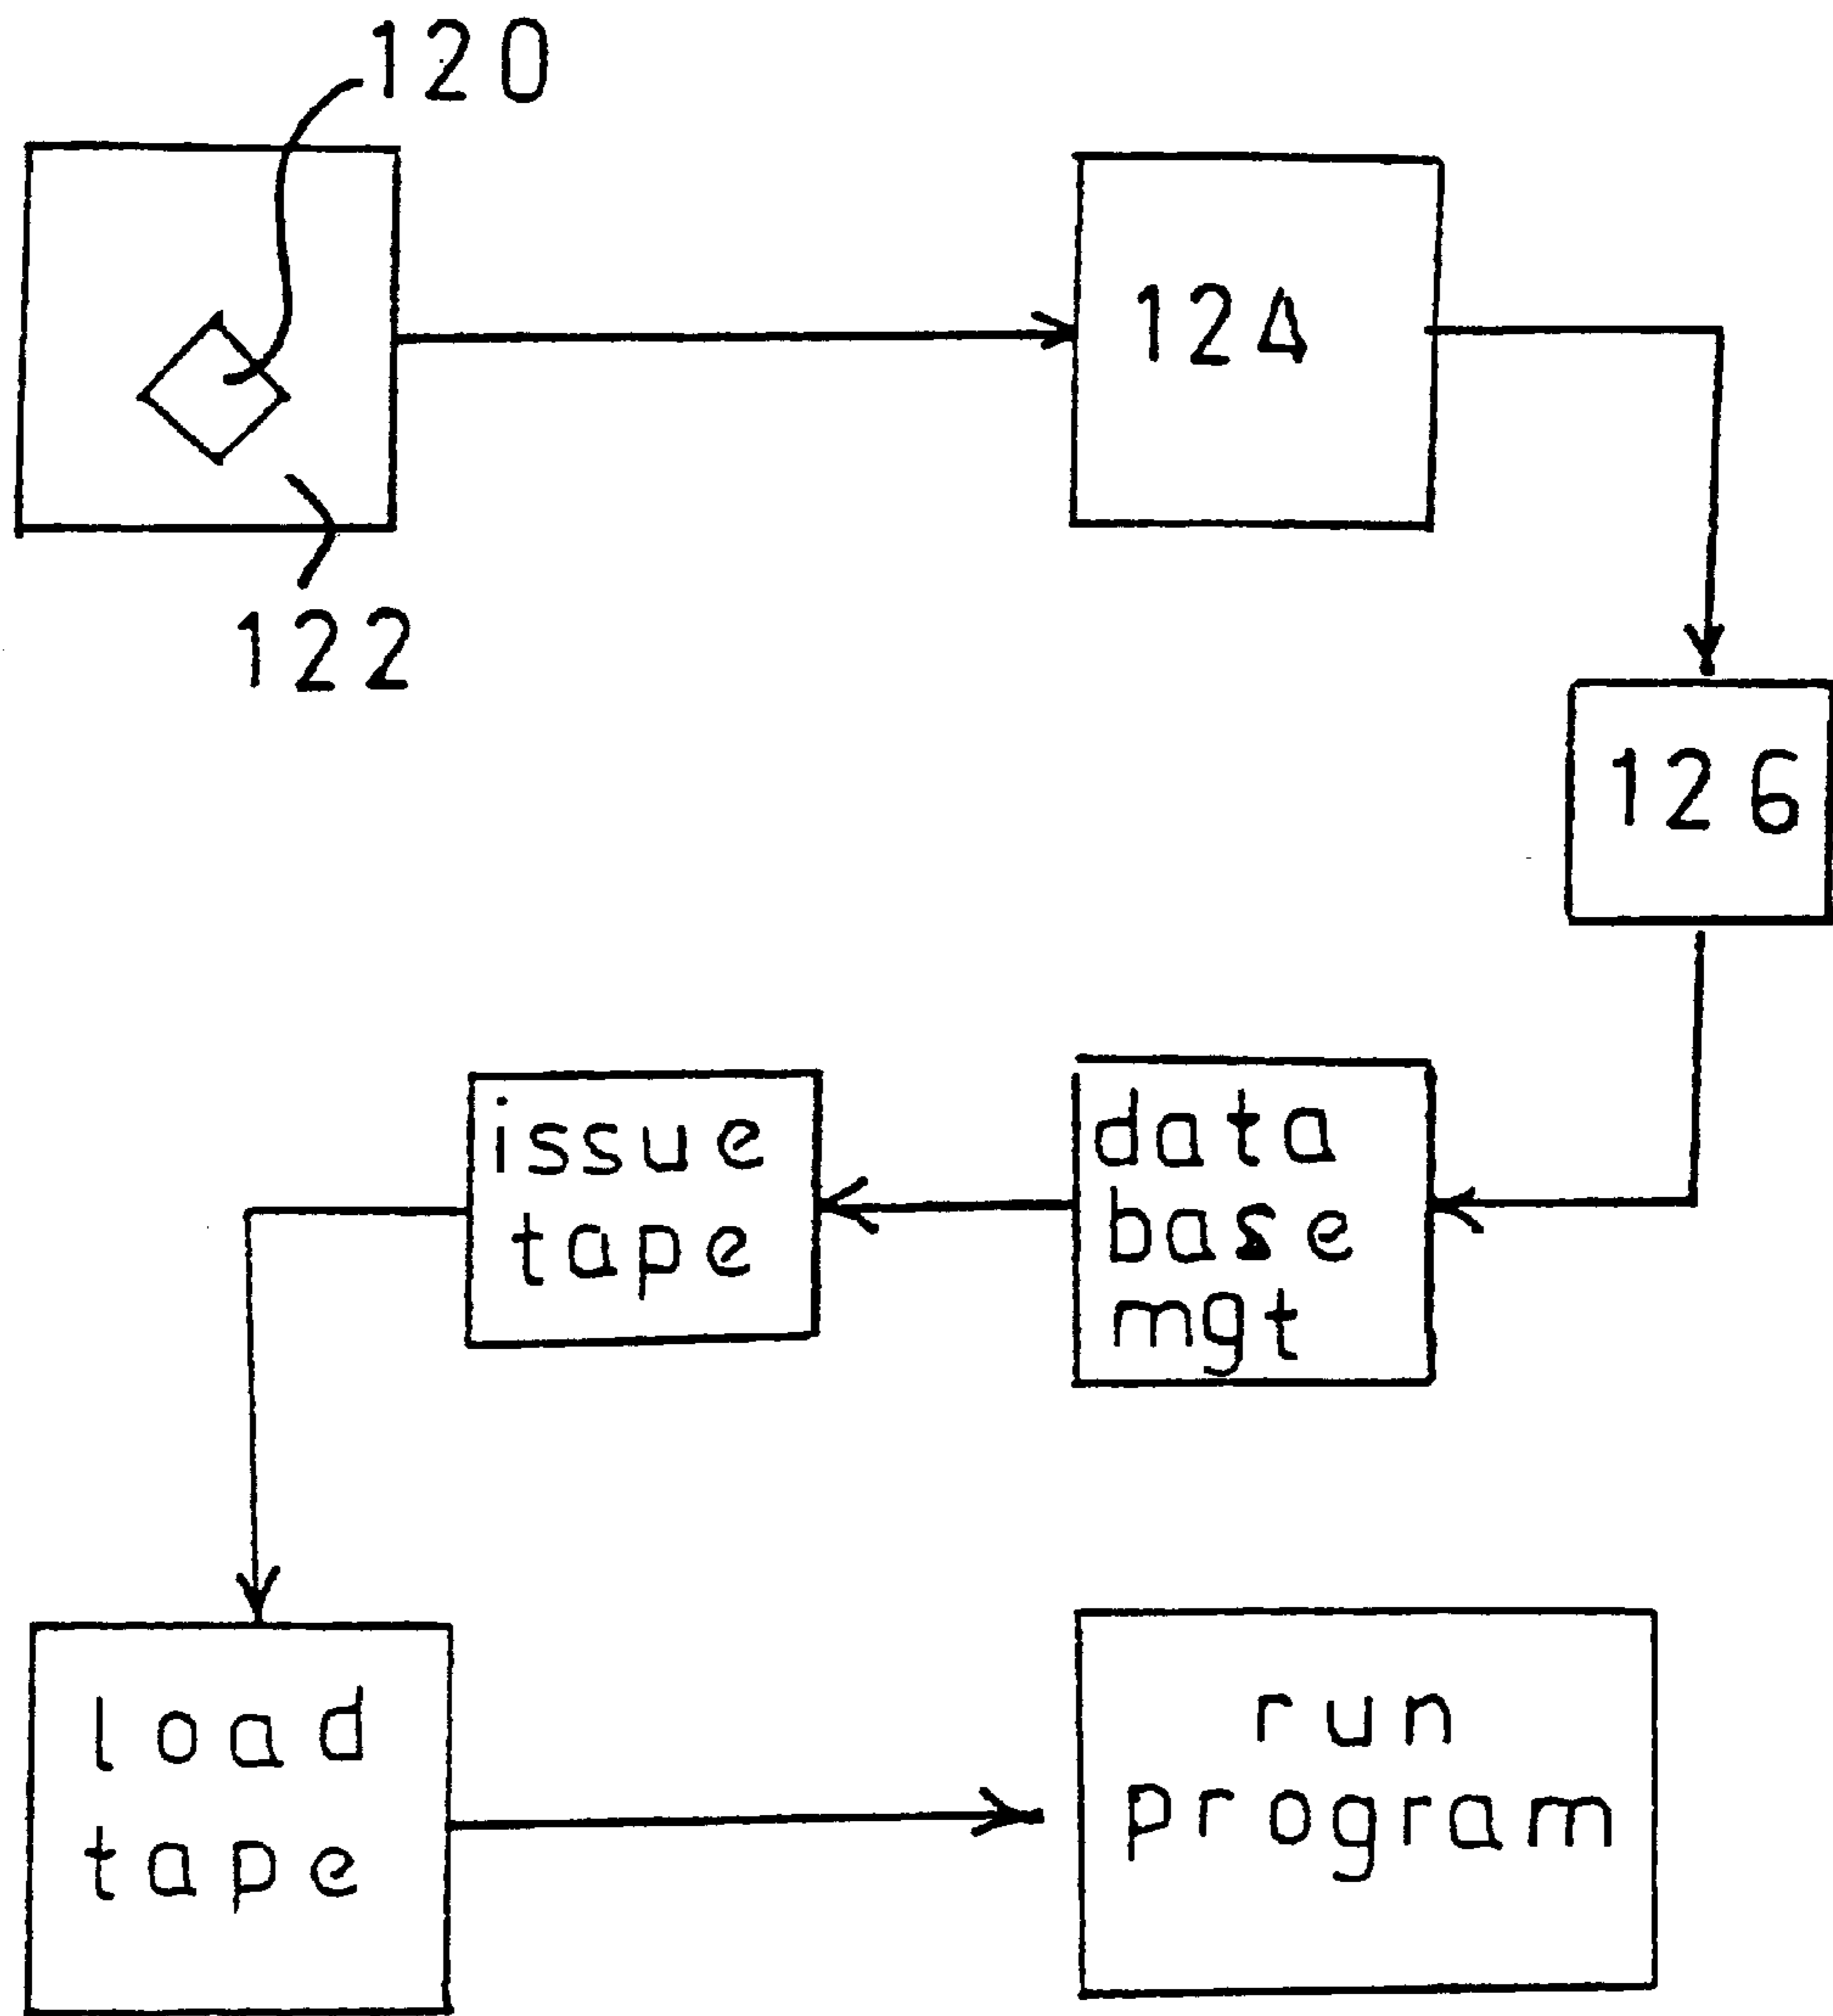 120
124
122
126
issue
tape
data
base
mgt
load
tape
run
program